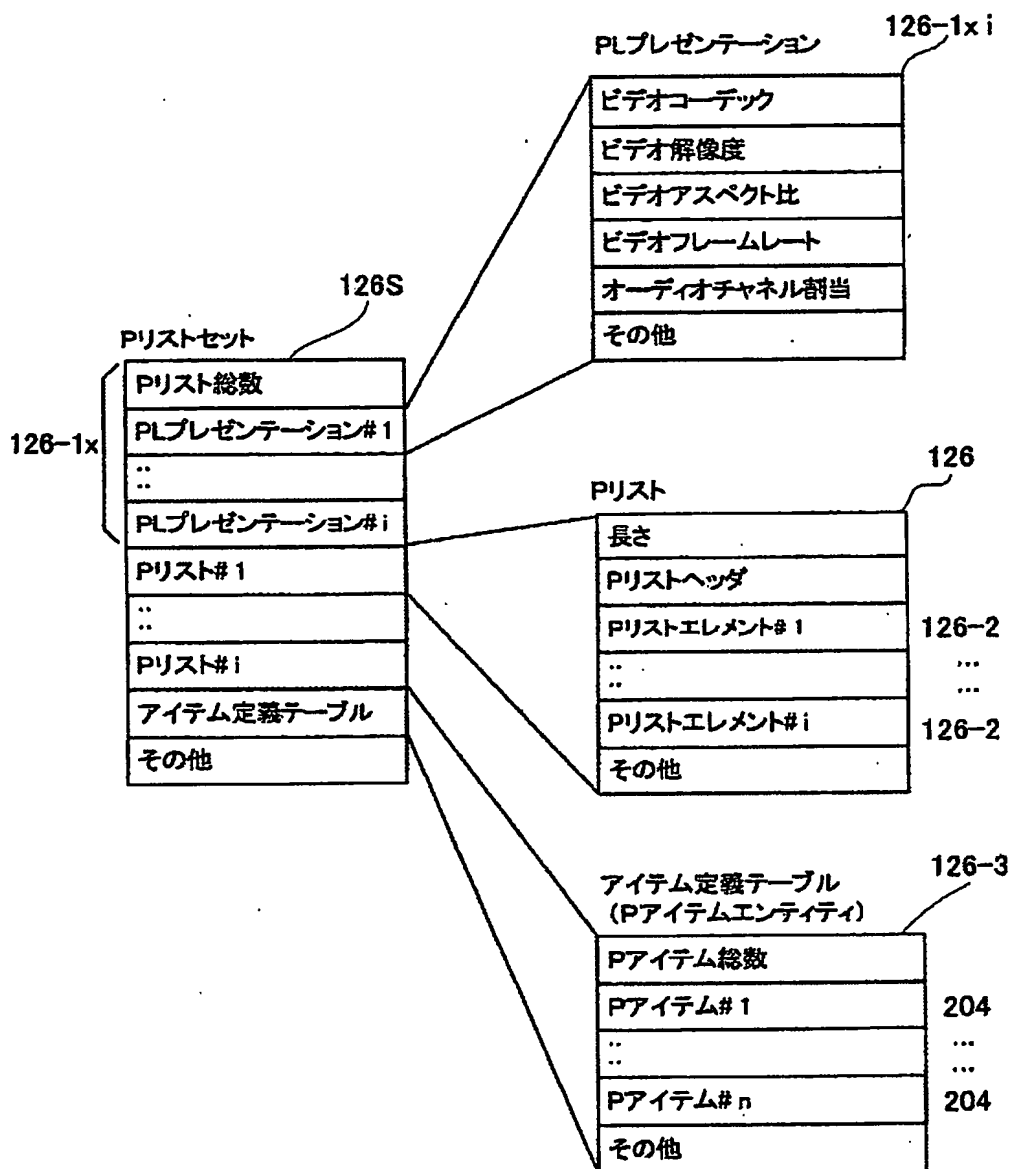 PLプレゼンテーション
126-1xi
ビデオコーデック
ビデオ解像度
ビデオアスペクト比
ビデオフレームレート
オーディオチャネル割当
その他
126S
Pリストセット
126-1x
Pリスト総数
PLプレゼンテーション#1
::
PLプレゼンテーション#i
Pリスト#1
::
Pリスト#i
アイテム定義テーブル
その他
Pリスト
126
長さ
Pリストヘッダ
Pリストエレメント#1 126-2
:: ...
...
Pリストエレメント#i 126-2
その他
アイテム定義テーブル
(Pアイテムエンティティ)
126-3
Pアイテム総数
Pアイテム#1 204
:: ...
...
Pアイテム#n 204
その他